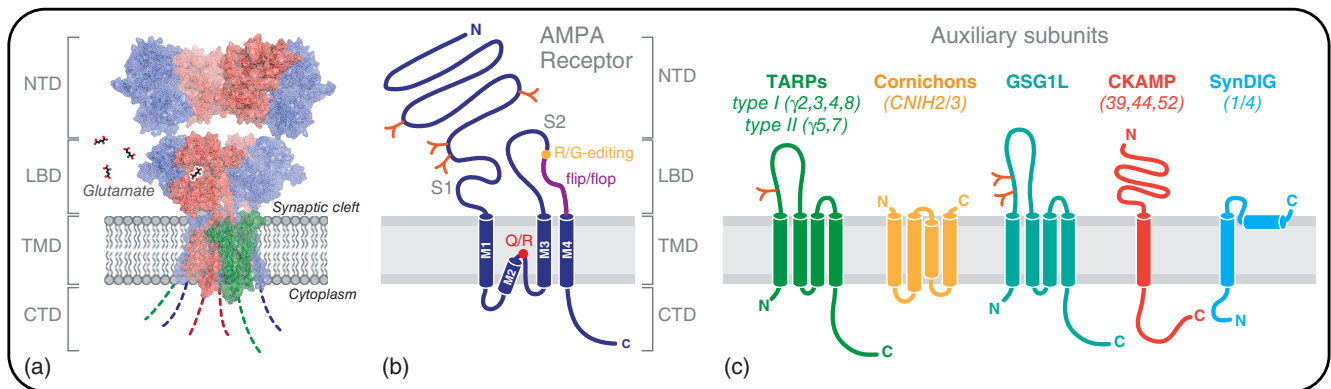 NTD
LBD
TMD
CTD
Glutamate
Synaptic cleft
Cytoplasm
(a)
AMPA
Receptor
N
S2
R/G-editing
flip/flop
S1
Q/R
M1
M2
M3
M4
C
(b)
NTD
LBD
TMD
CTD
Auxiliary subunits
TARPs
type I (γ2,3,4,8)
type II (γ5,7)
N
C
Cornichons
(CNIH2/3)
N
C
GSG1L
N
C
CKAMP
(39,44,52)
N
C
SynDIG
(1/4)
C
N
(c)